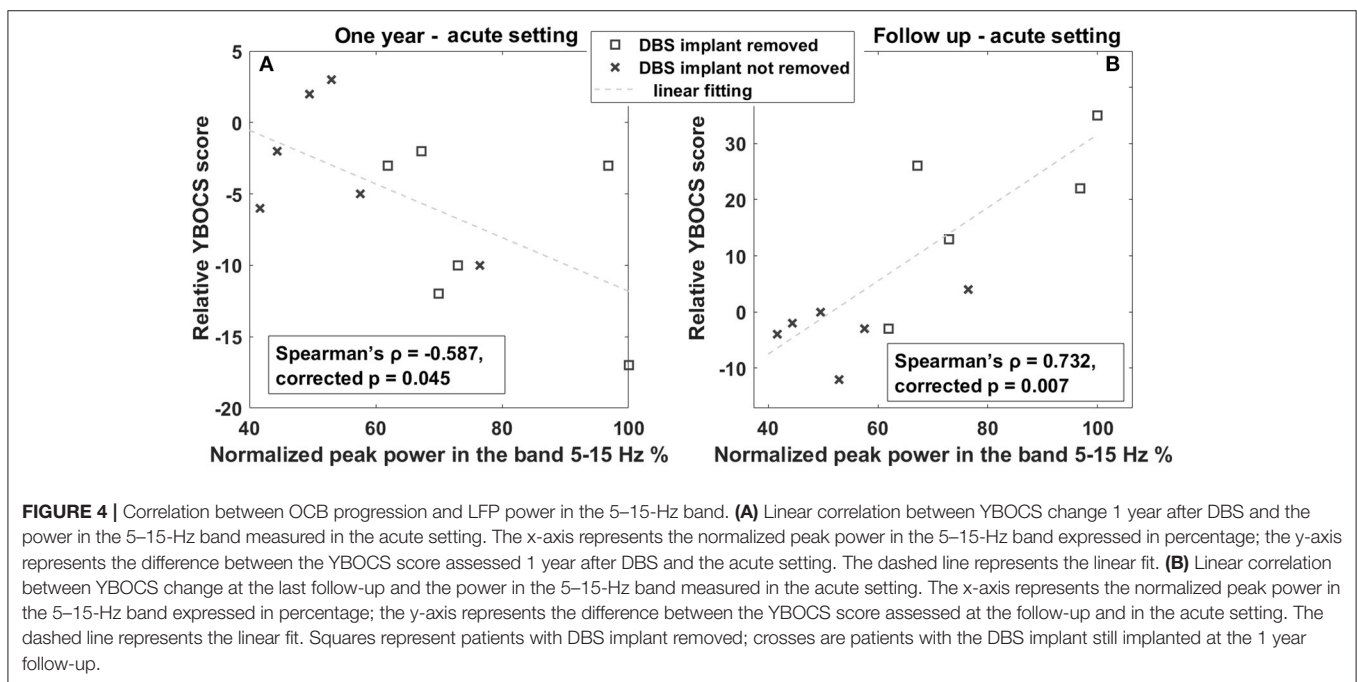 One year - acute setting
Follow up - acute setting
DBS implant removed
DBS implant not removed
linear fitting
A
5
0
-5
-10
-15
-20
Relative YBOCS score
Spearman's ρ = -0.587,
corrected p = 0.045
40
60
80
100
Normalized peak power in the band 5-15 Hz %
B
30
20
10
0
-10
Relative YBOCS score
Spearman's ρ = 0.732,
corrected p = 0.007
40
60
80
100
Normalized peak power in the band 5-15 Hz %
FIGURE 4 | Correlation between OCB progression and LFP power in the 5–15-Hz band. (A) Linear correlation between YBOCS change 1 year after DBS and the
power in the 5–15-Hz band measured in the acute setting. The x-axis represents the normalized peak power in the 5–15-Hz band expressed in percentage; the y-axis
represents the difference between the YBOCS score assessed 1 year after DBS and the acute setting. The dashed line represents the linear fit. (B) Linear correlation
between YBOCS change at the last follow-up and the power in the 5–15-Hz band measured in the acute setting. The x-axis represents the normalized peak power in
the 5–15-Hz band expressed in percentage; the y-axis represents the difference between the YBOCS score assessed at the follow-up and in the acute setting. The
dashed line represents the linear fit. Squares represent patients with DBS implant removed; crosses are patients with the DBS implant still implanted at the 1 year
follow-up.